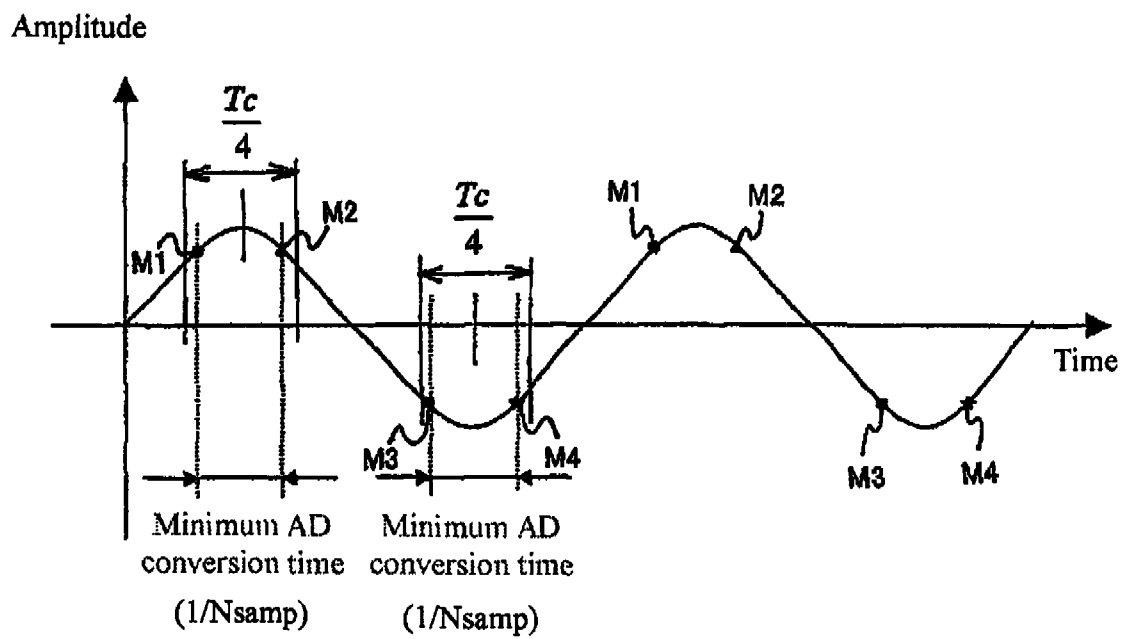 Amplitude
Tc
4
M1
M2
Tc
4
M1
M2
Time
M3
M4
M3
M4
Minimum AD
conversion time
(1/Nsamp)
Minimum AD
conversion time
(1/Nsamp)